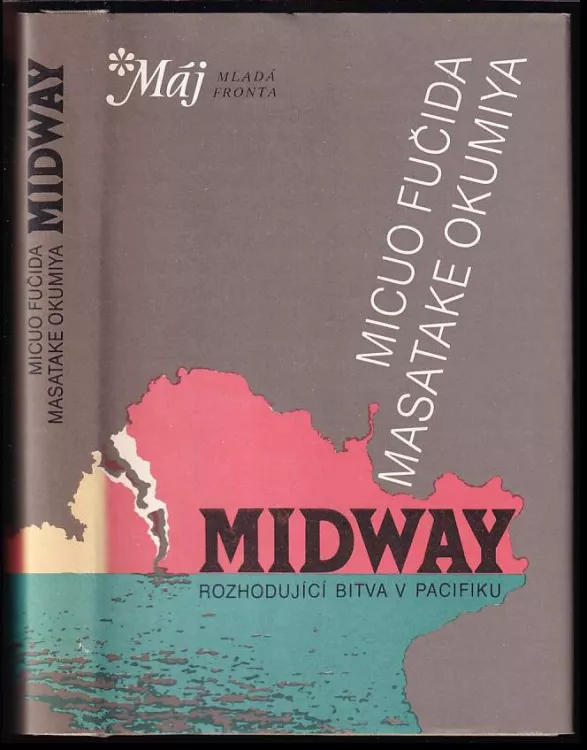 MICUO FUČIDA
MASATAKE OKUMIYA
MIDWAY
*Máj
MLADÁ
FRONTA
MICUO FUČIDA
MASATAKE OKUMIYA
MIDWAY
ROZHODUJÍCÍ BITVA V PACIFIKU